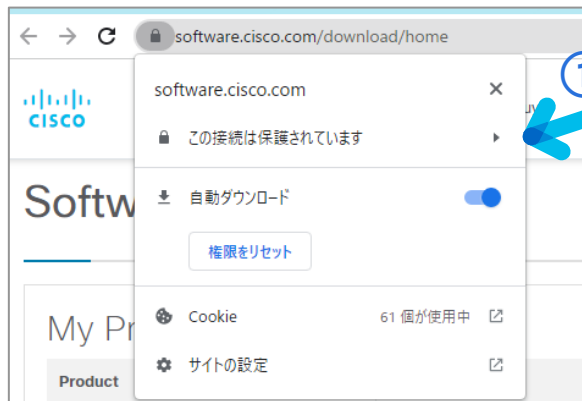 software.cisco.com/download/home
software.cisco.com
1
CISCO
この接続は保護されています
Softw
自動ダウンロード
権限をリセット
My Pr
Cookie 61 個が使用中
サイトの設定
Product